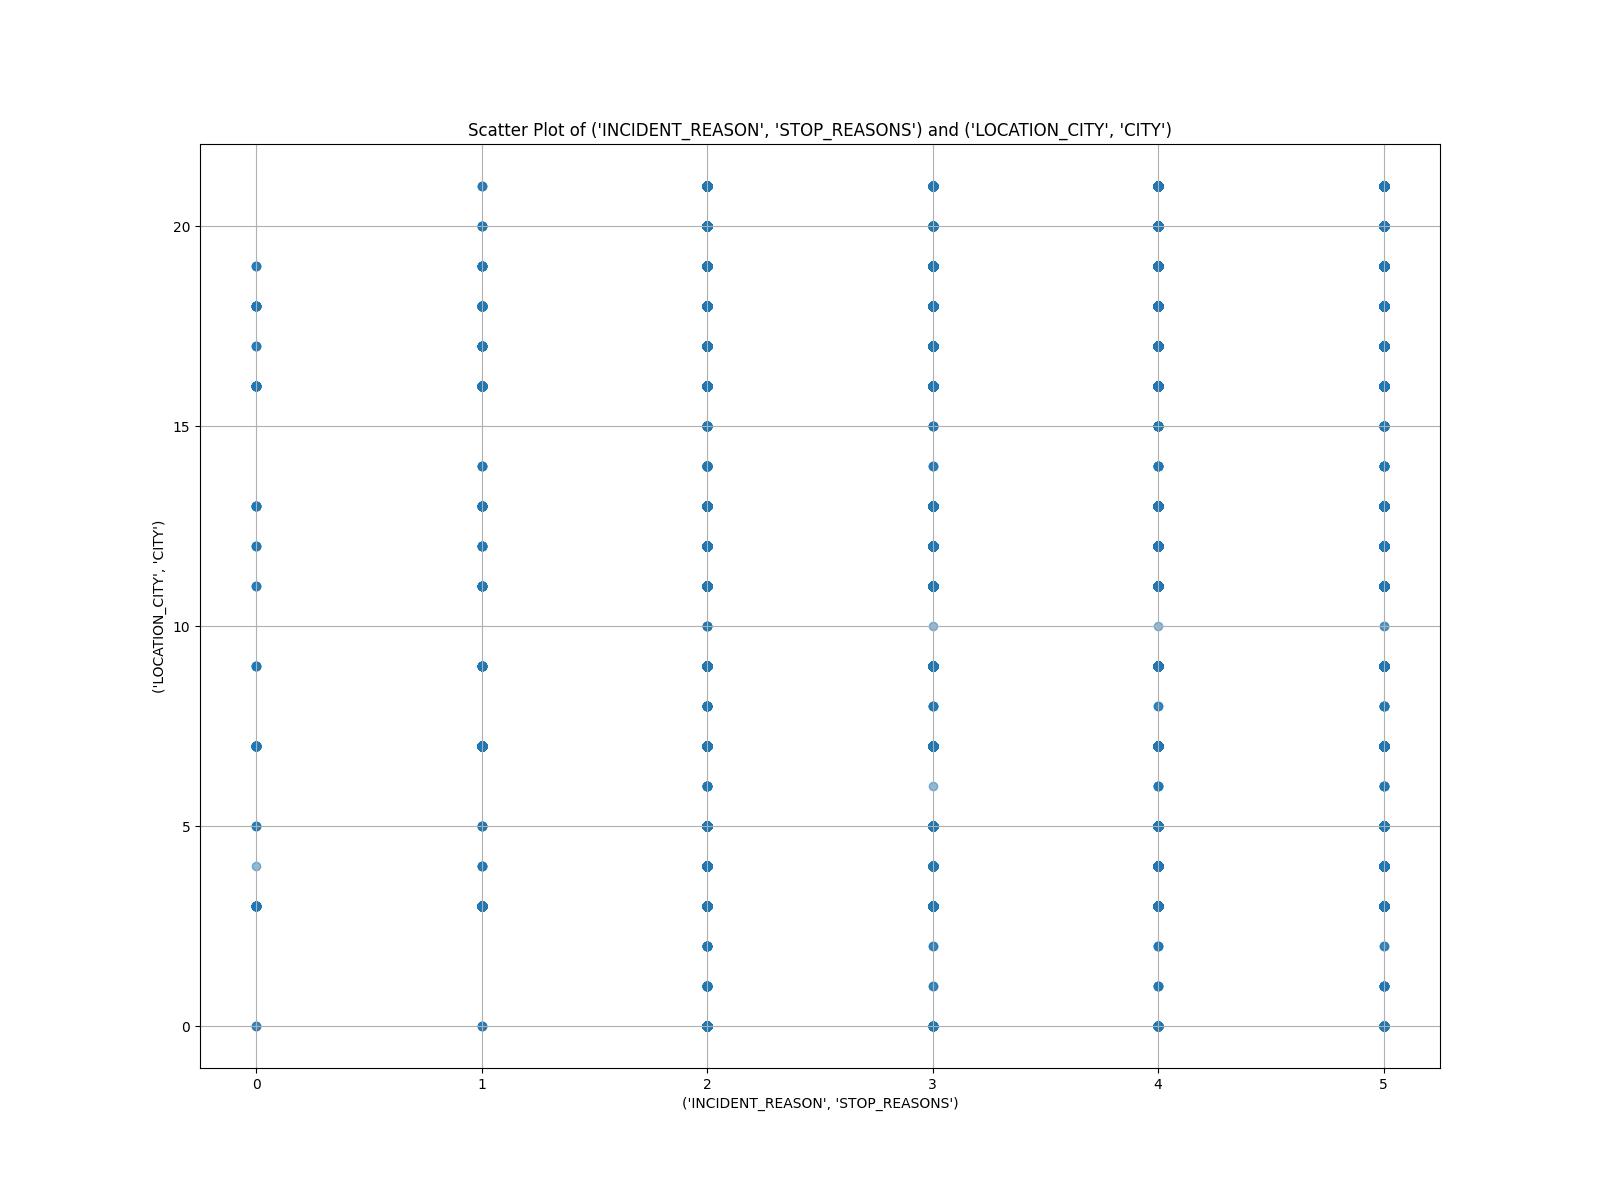 Scatter Plot of ('INCIDENT_REASON', 'STOP_REASONS') and ('LOCATION_CITY', 'CITY')
('LOCATION_CITY', 'CITY')
20
15
10
5
0
0 1 2 3 4 5
('INCIDENT_REASON', 'STOP_REASONS')